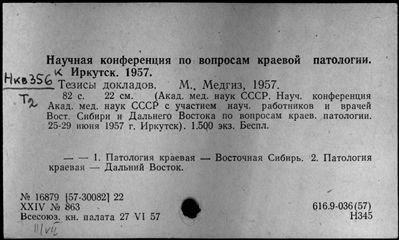 Научная конференция по вопросам краевой патологии.
Нкв356 к Иркутск. 1957.
Т2
Тезисы докладов. М., Медгиз, 1957.
82 с. 22 см. (Акад. мед. наук СССР. Науч. конференция
Акад. мед. наук СССР с участием науч. работников и врачей
Вост. Сибири и Дальнего Востока по вопросам краев. патологии.
25-29 июня 1957 г. Иркутск). 1.500 экз. Беспл.
— — 1. Патология краевая — Восточная Сибирь. 2. Патология
краевая — Дальний Восток.
№ 16879 [57-30082] 22
XXIV № 863 616.9-036(57)
Всесоюз. кн. палата 27 VI 57 Н345